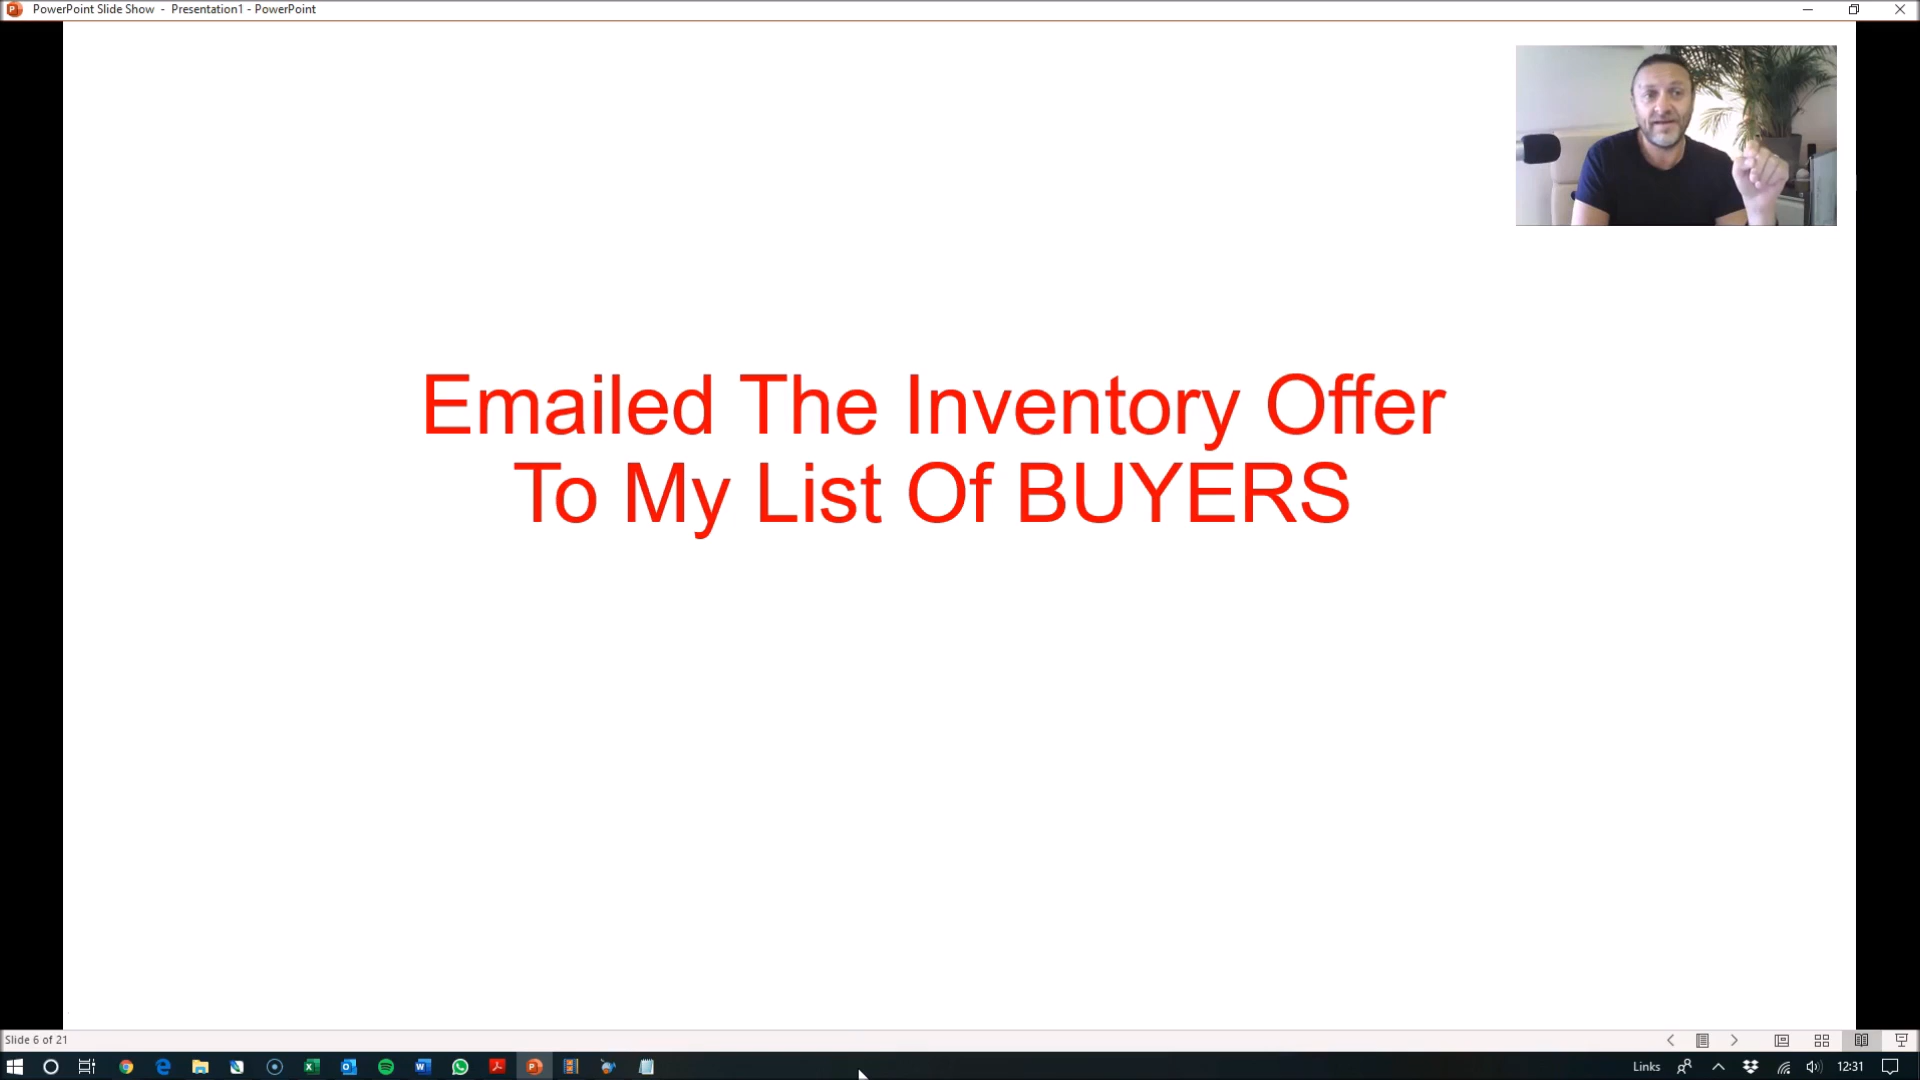 PowerPoint Slide Show - Presentation1 - PowerPoint
Emailed The Inventory Offer
To My List Of BUYERS
Slide 6 of 21
Links
12:31